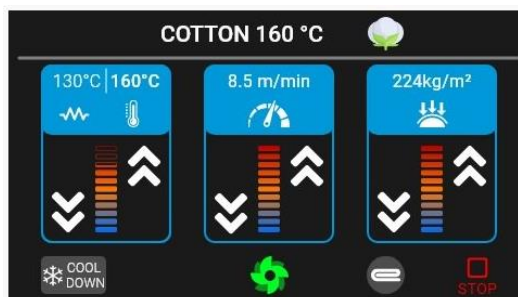 COTTON 160 °C
130°C 160°C
8.5 m/min
224kg/m²
COOL
DOWN
STOP